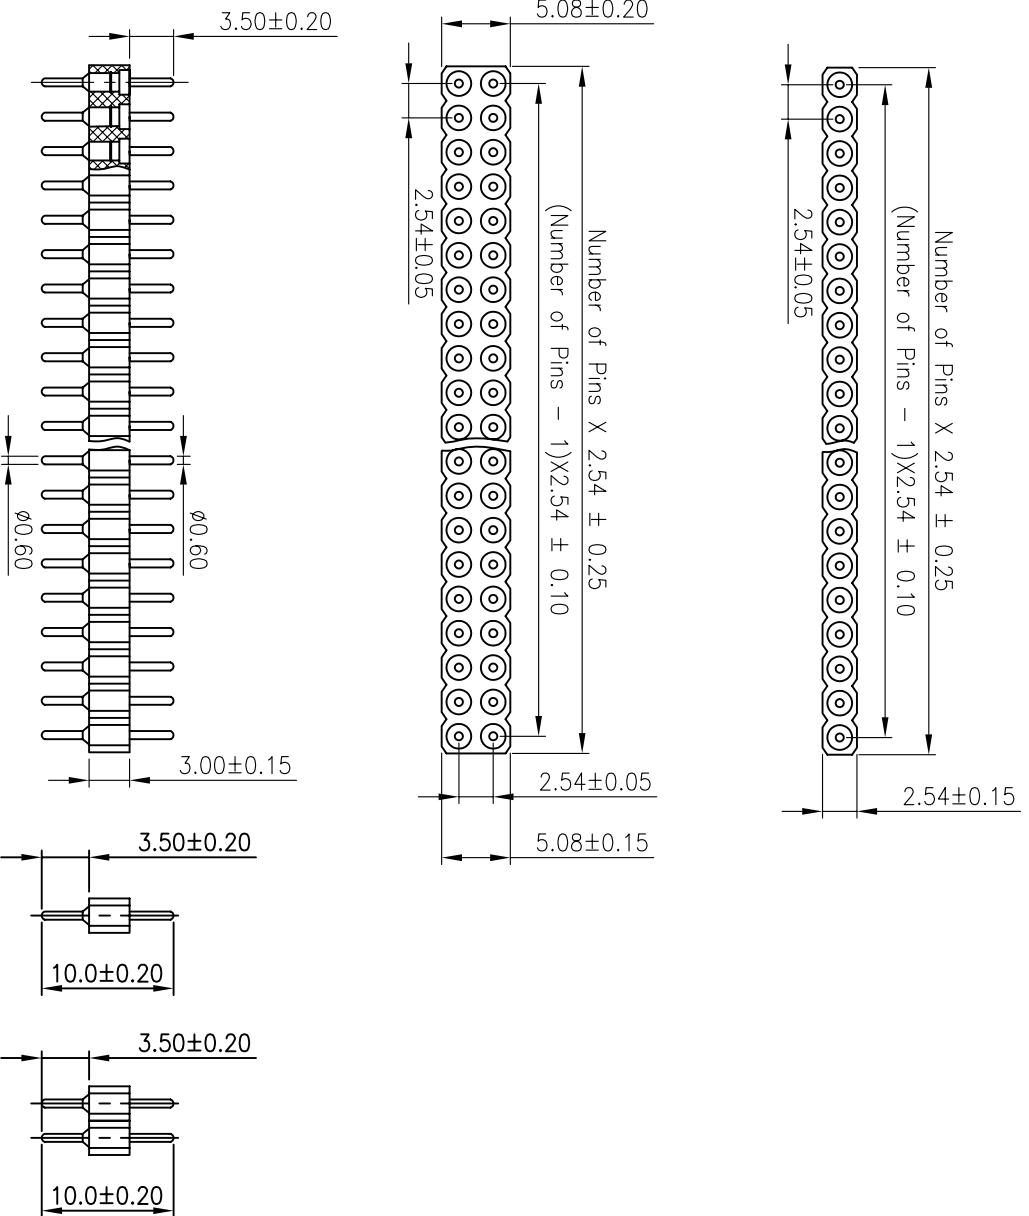 3.50±0.20
5.08±0.20
2.54±0.05
(Number of Pins - 1)X2.54 ± 0.10
Number of Pins X 2.54 ± 0.25
2.54±0.05
(Number of Pins - 1)X2.54 ± 0.10
Number of Pins X 2.54 ± 0.25
ø0.60
ø0.60
3.00±0.15
2.54±0.05
2.54±0.15
5.08±0.15
3.50±0.20
10.0±0.20
3.50±0.20
10.0±0.20